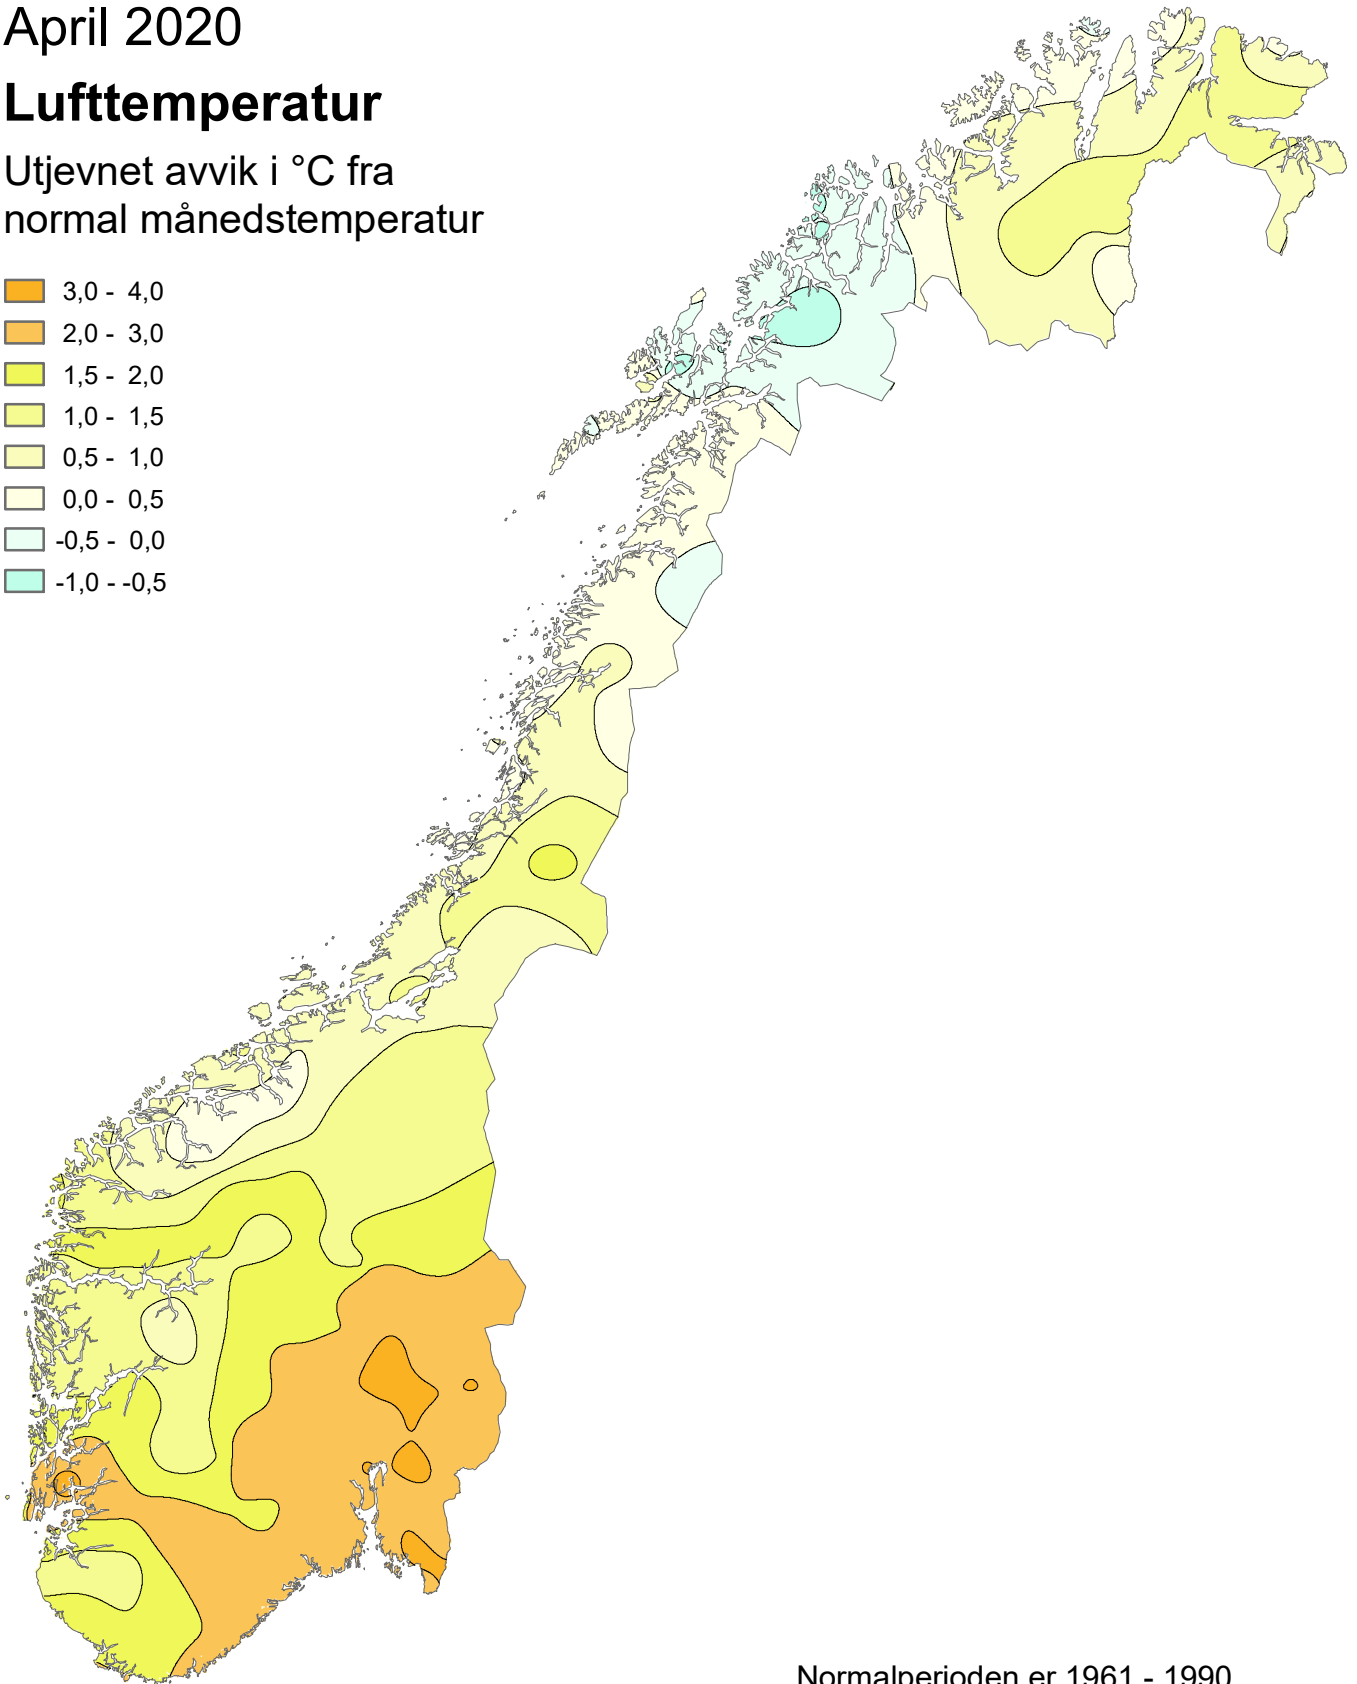 April 2020
Lufttemperatur
Utjevnet avvik i °C fra
normal månedstemperatur
3,0 - 4,0
2,0 - 3,0
1,5 - 2,0
1,0 - 1,5
0,5 - 1,0
0,0 - 0,5
-0,5 - 0,0
-1,0 - -0,5
Normalperioden er 1961 - 1990